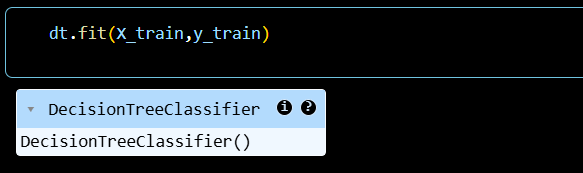 dt.fit(X_train,y_train)
DecisionTreeClassifier i ?
DecisionTreeClassifier()